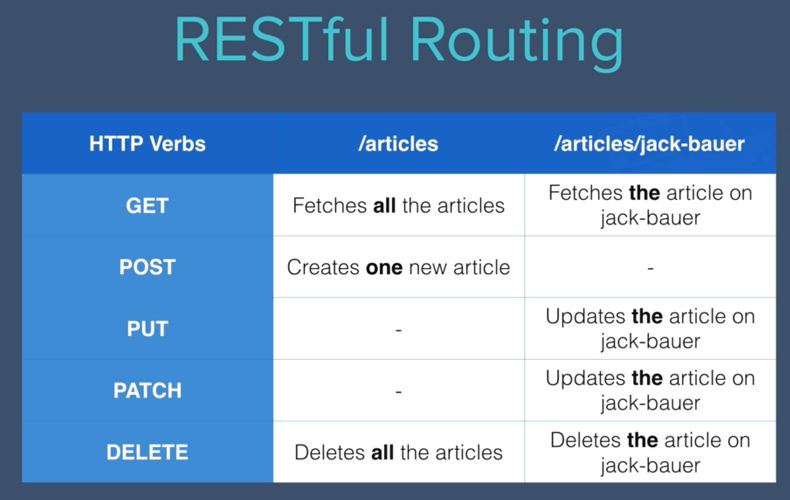 RESTful Routing
HTTP Verbs /articles /articles/jack-bauer
GET Fetches all the articles Fetches the article on
jack-bauer
POST Creates one new article -
PUT - Updates the article on
jack-bauer
PATCH - Updates the article on
jack-bauer
DELETE Deletes all the articles Deletes the article on
jack-bauer